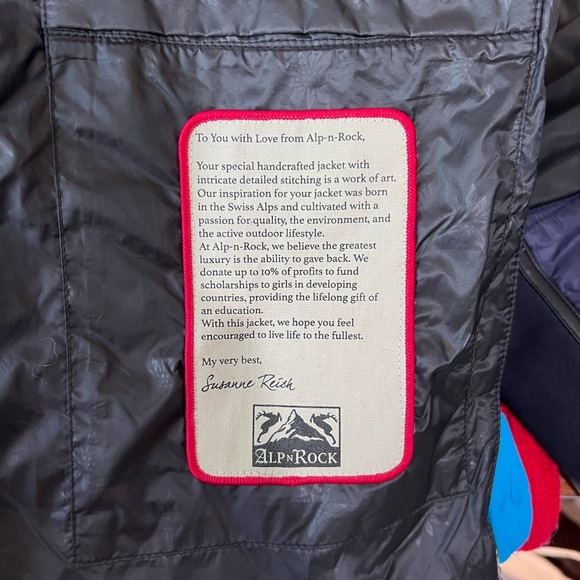 To You with Love from Alp-n-Rock,
Your special handcrafted jacket with
intricate detailed stitching is a work of art.
Our inspiration for your jacket was born
in the Swiss Alps and cultivated with a
passion for quality, the environment, and
the active outdoor lifestyle.
At Alp-n-Rock, we believe the greatest
luxury is the ability to gave back. We
donate up to 10% of profits to fund
scholarships to girls in developing
countries, providing the lifelong gift of
an education.
With this jacket, we hope you feel
encouraged to live life to the fullest.
My very best,
Susanne Reich
ALPNROCK